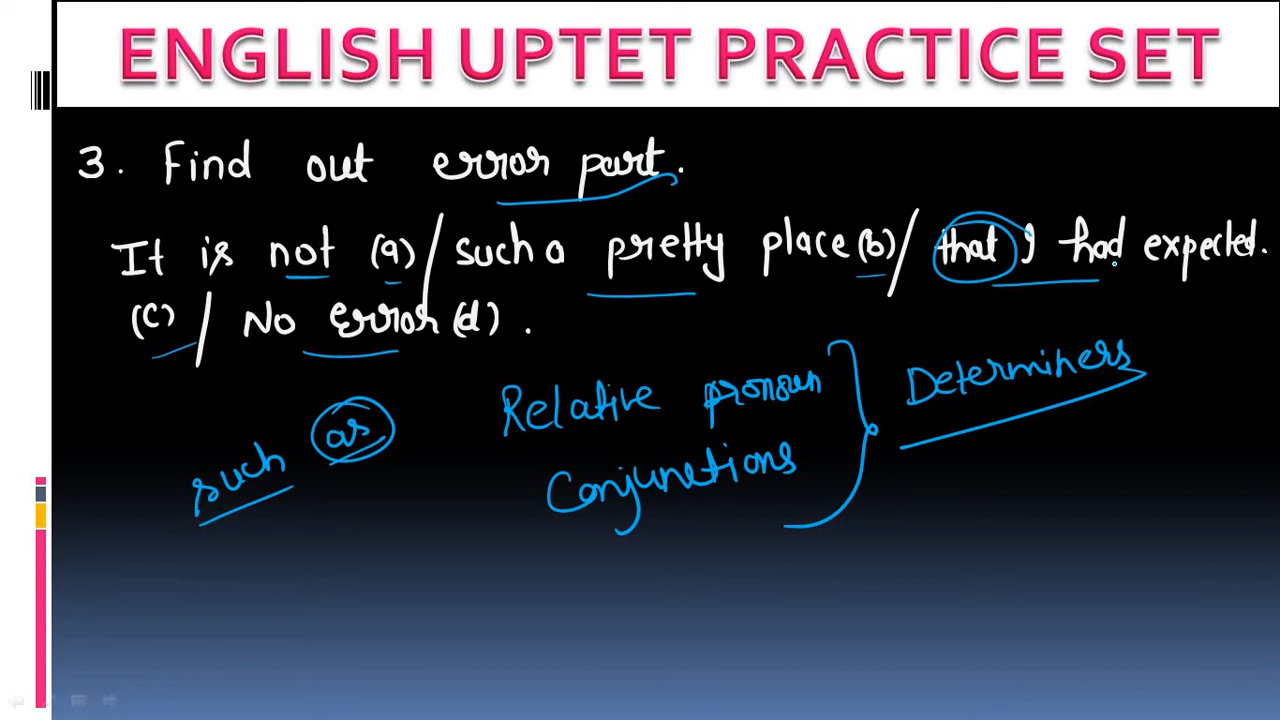 ENGLISH UPTET PRACTICE SET
3. Find out error part.
It is not (a)/ such a pretty place (b)/ that I had expected.
(c)/ No Error (d).
such as
Relative pronoun
Conjunctions
Determiners